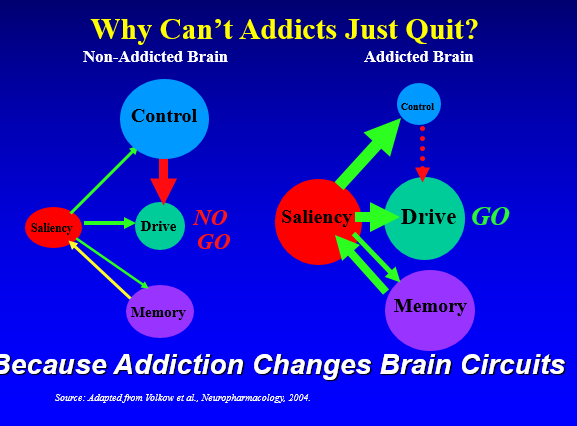 Why Can't Addicts Just Quit?
Non-Addicted Brain
Addicted Brain
Control
Saliency
Drive
NO
GO
Memory
Control
Saliency
Drive
GO
Memory
Because Addiction Changes Brain Circuits
Source: Adapted from Volkow et al., Neuropharmacology, 2004.